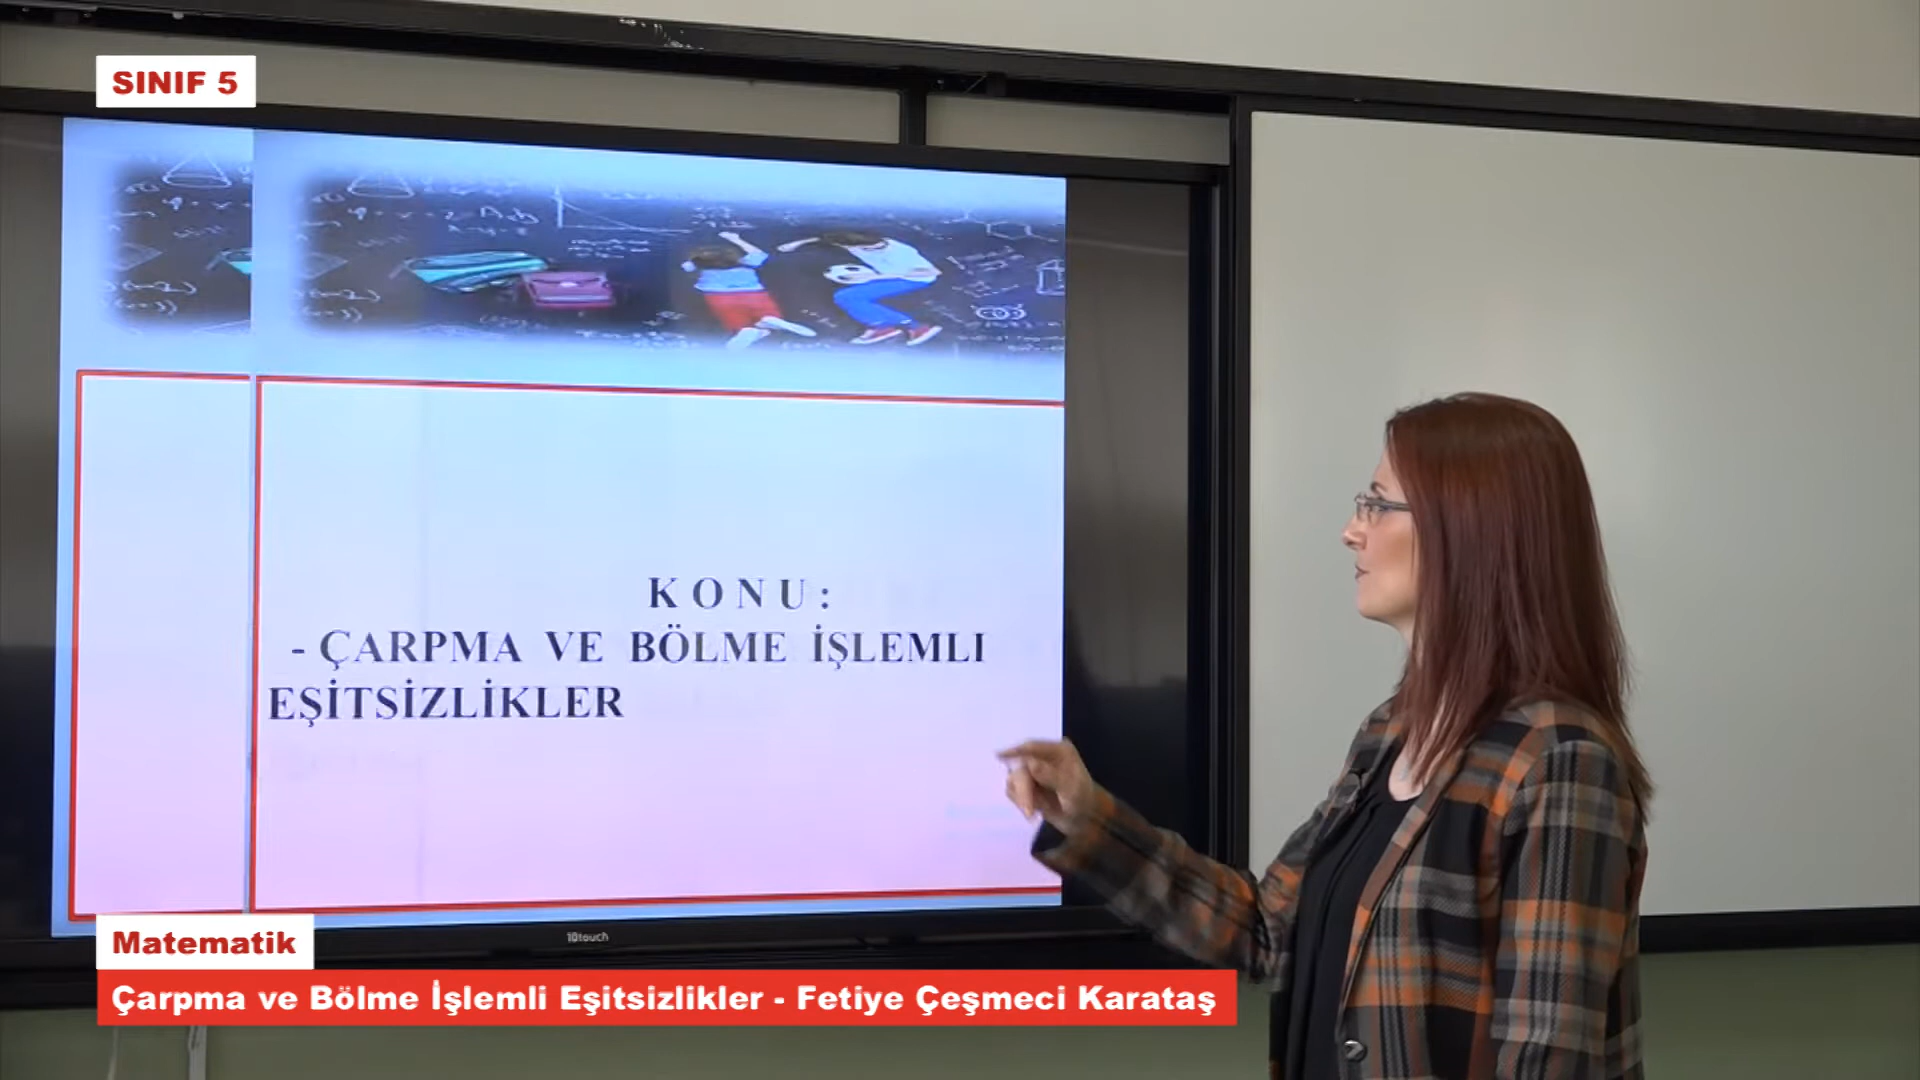 SINIF 5
K O N U :
- ÇARPMA VE BÖLME İŞLEMLI
EŞİTSİZLİKLER
10touch
Matematik
Çarpma ve Bölme İşlemli Eşitsizlikler - Fetiye Çeşmeci Karataş